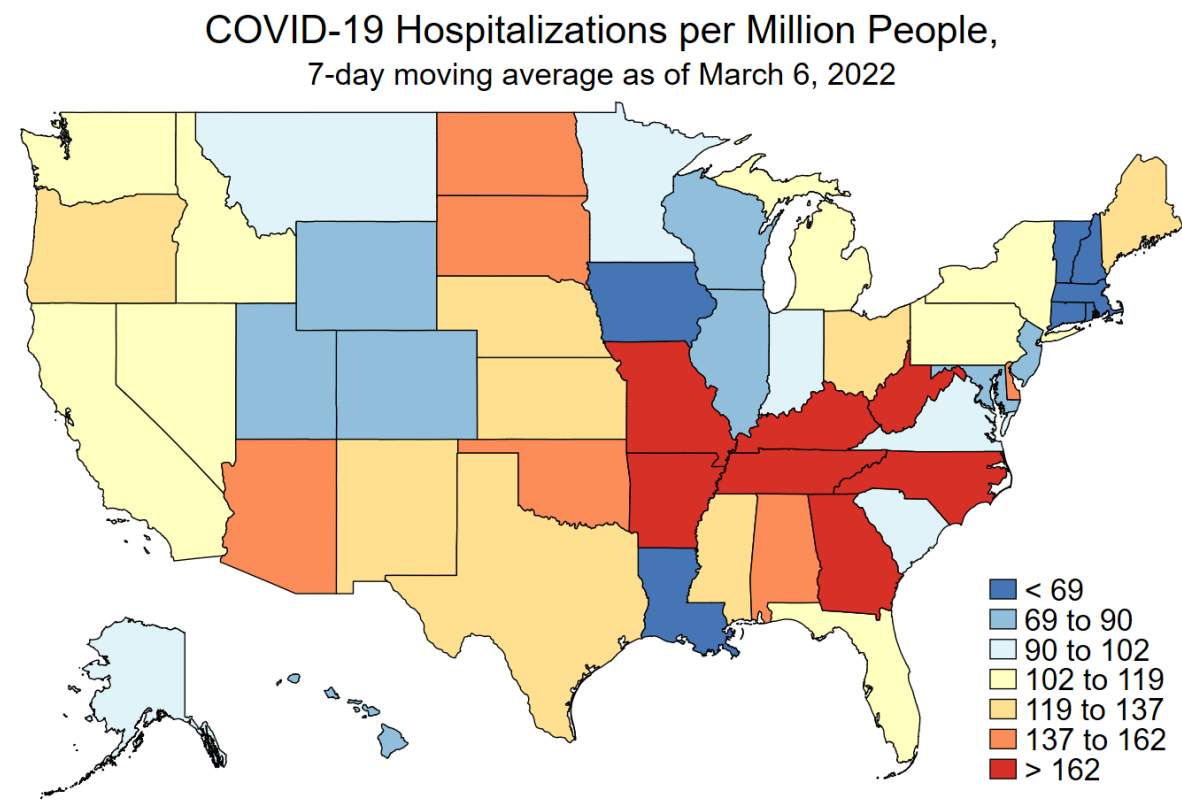 COVID-19 Hospitalizations per Million People,
7-day moving average as of March 6, 2022
< 69
69 to 90
90 to 102
102 to 119
119 to 137
137 to 162
> 162